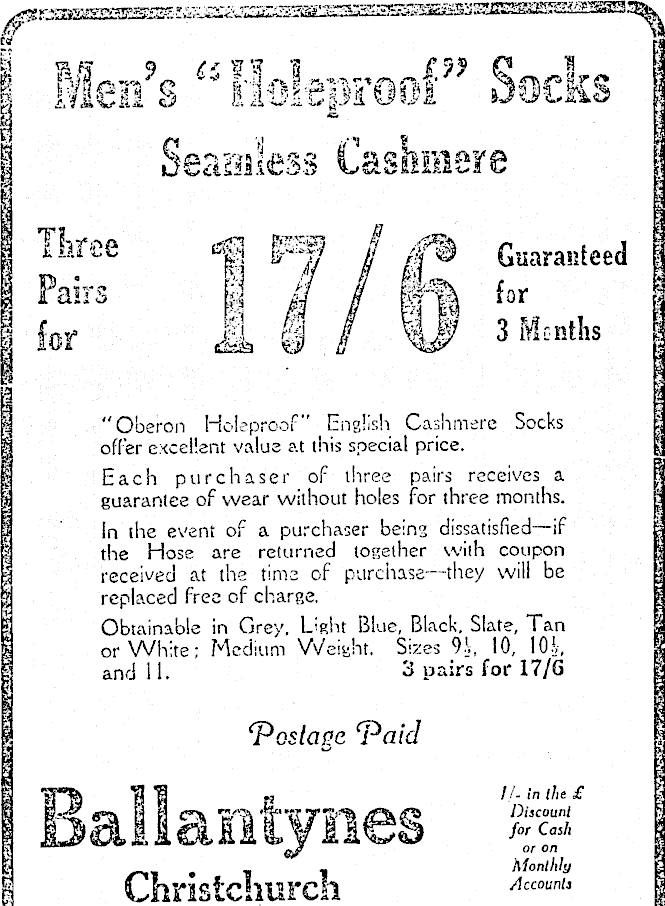 Men's "Holeproof" Socks
Seamless Cashmere
Three
Pairs
for
17/6
Guaranteed
for
3 Months
"Oberon Holeproof" English Cashmere Socks
offer excellent value at this special price.
Each purchaser of three pairs receives a
guarantee of wear without holes for three months.
In the event of a purchaser being dissatisfied—if
the Hose are returned together with coupon
received at the time of purchase—they will be
replaced free of charge.
Obtainable in Grey, Light Blue, Black, Slate, Tan
or White; Medium Weight. Sizes 9½, 10, 10½,
and 11. 3 pairs for 17/6
Postage Paid
Ballantynes
Christchurch
1/- in the £
Discount
for Cash
or on
Monthly
Accounts